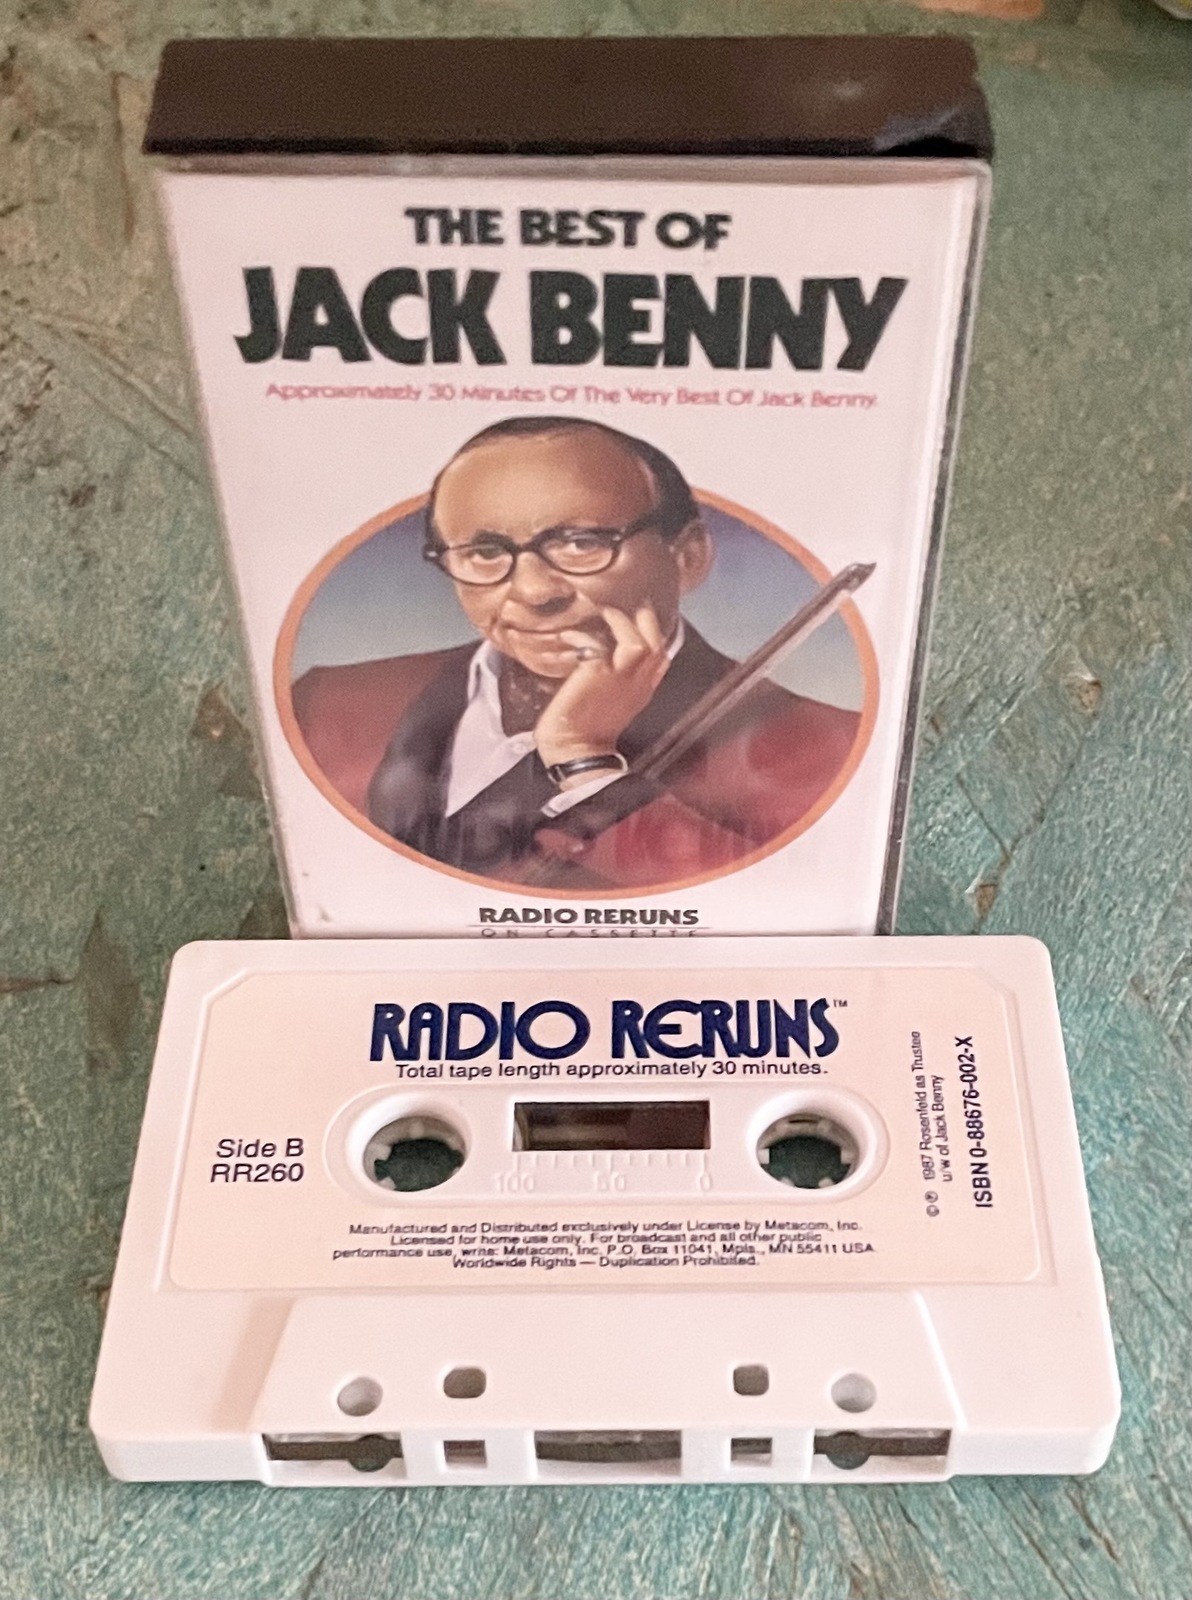 THE BEST OF
JACK BENNY
Approximately 30 Minutes Of The Very Best Of Jack Benny.
RADIO RERUNS
ON CASSETTE
RADIO RERUNS™
Total tape length approximately 30 minutes.
Side B
RR260
100 50 0
Manufactured and Distributed exclusively under License by Metacom, Inc.
Licensed for home use only. For broadcast and all other public
performance use, write: Metacom, Inc. P.O. Box 11041, Mpls., MN 55411 USA
Worldwide Rights — Duplication Prohibited.
©℗ 1987 Rosenfeld as Trustee
u/w of Jack Benny
ISBN 0-88676-002-X